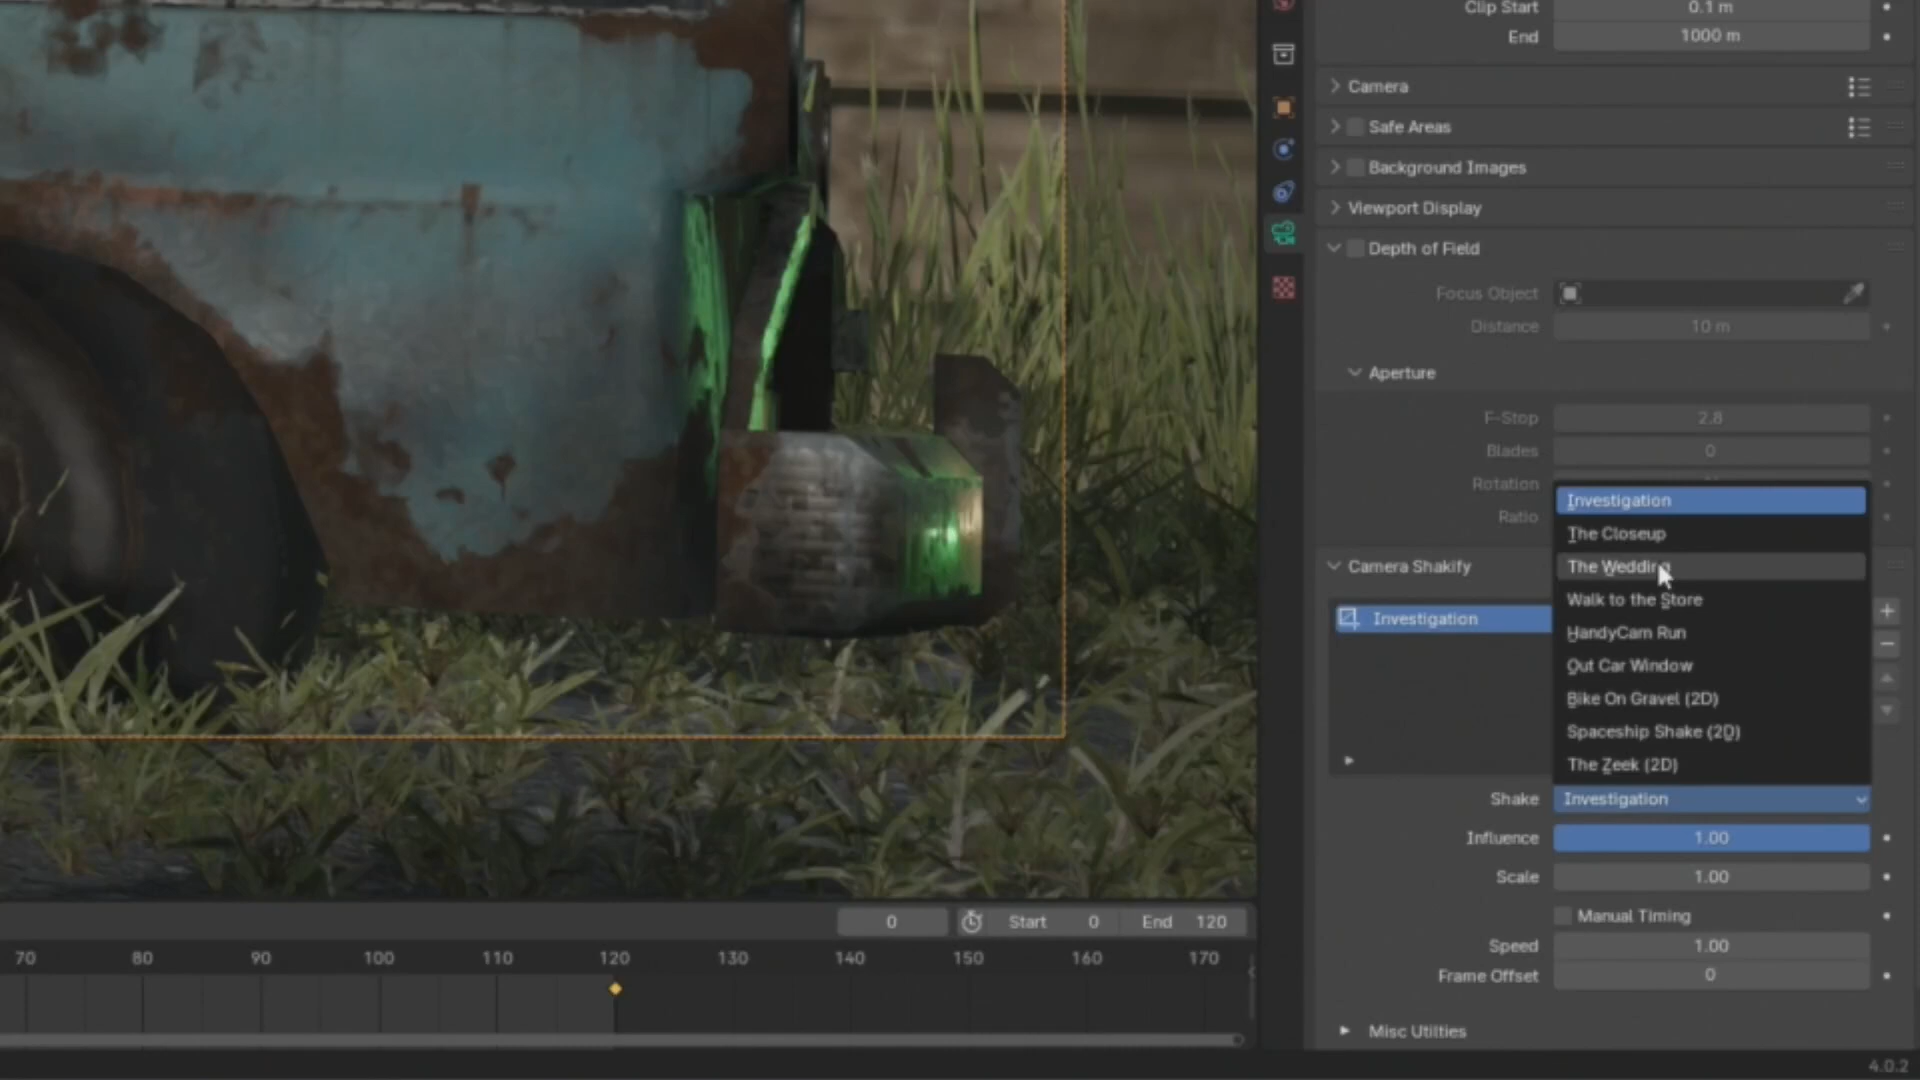 Clip Start 0.1 m
End 1000 m
Camera
Safe Areas
Background Images
Viewport Display
Depth of Field
Focus Object
Distance 10 m
Aperture
F-Stop 2.8
Blades 0
Rotation
Ratio
Investigation
The Closeup
The Wedding
Walk to the Store
HandyCam Run
Out Car Window
Bike On Gravel (2D)
Spaceship Shake (2D)
The Zeek (2D)
Camera Shakify
Investigation
Shake Investigation
Influence 1.00
Scale 1.00
Manual Timing
Speed 1.00
Frame Offset 0
Misc Utilties
0 Start 0 End 120
70 80 90 100 110 120 130 140 150 160 170
4.0.2